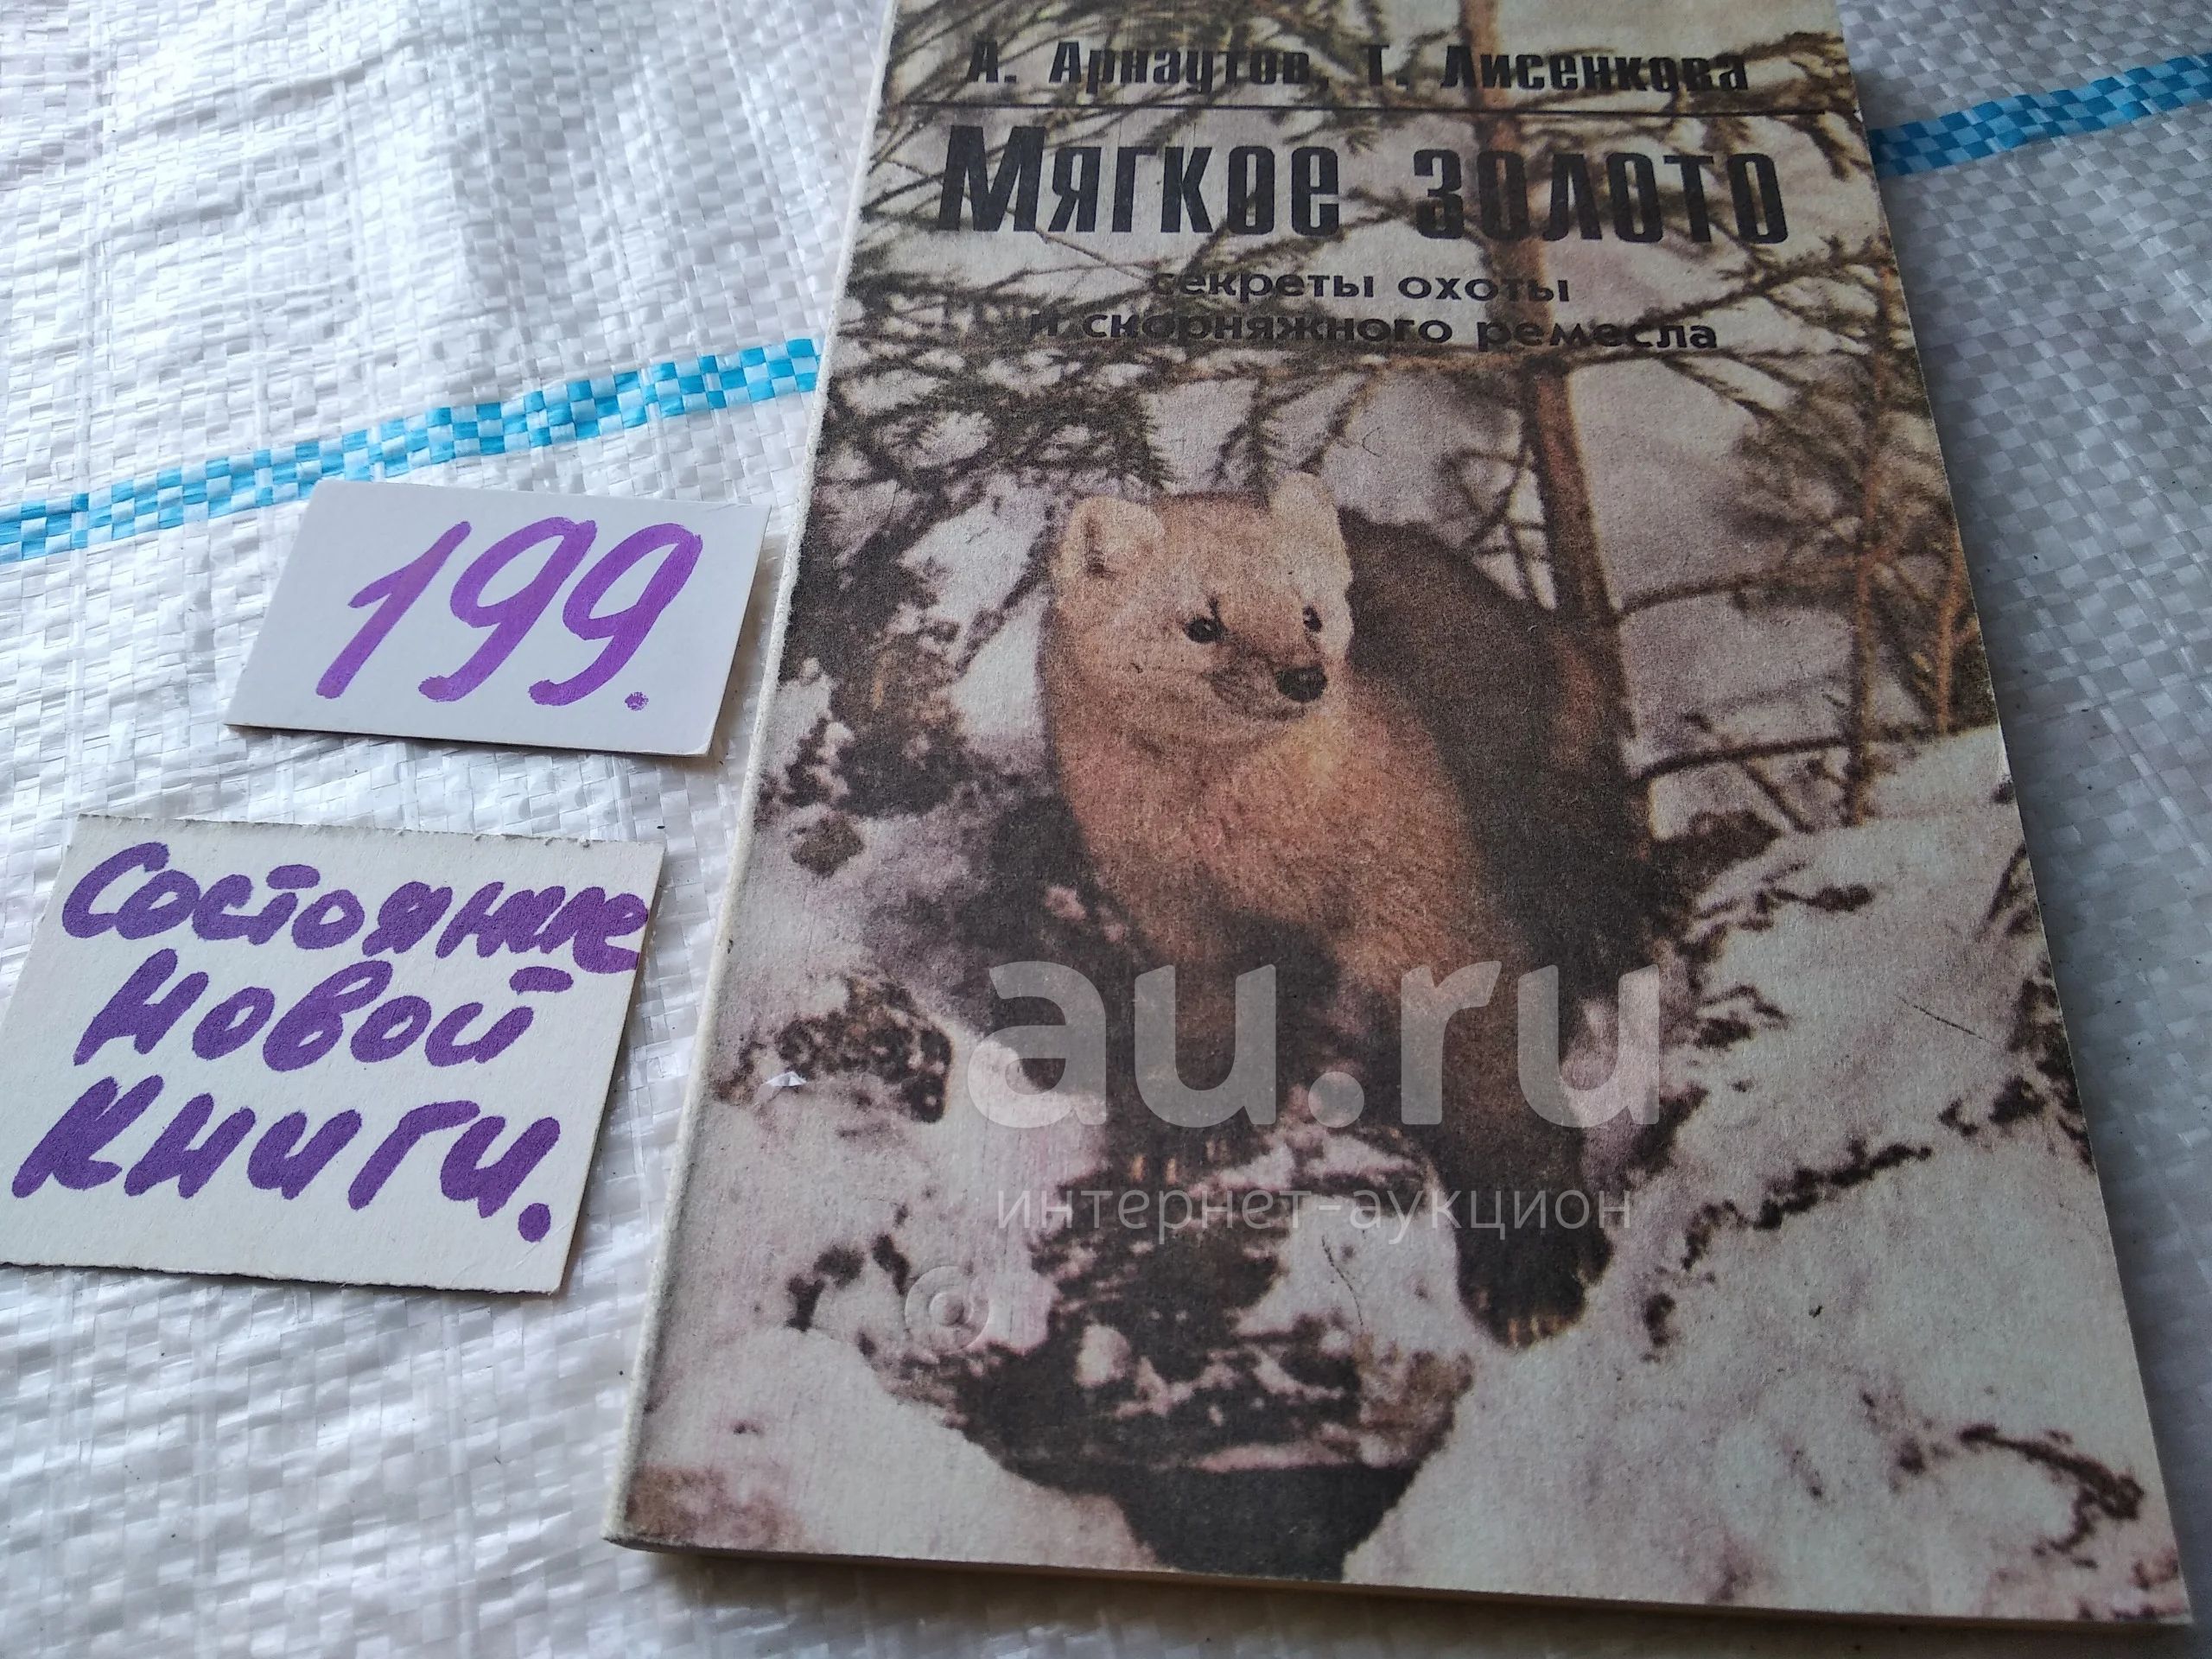 А. Арнаутов, Т. Лисенкова
Мягкое золото
секреты охоты
и скорняжного ремесла
199.
Состояние
новой
книги.
au.ru
интернет-аукцион